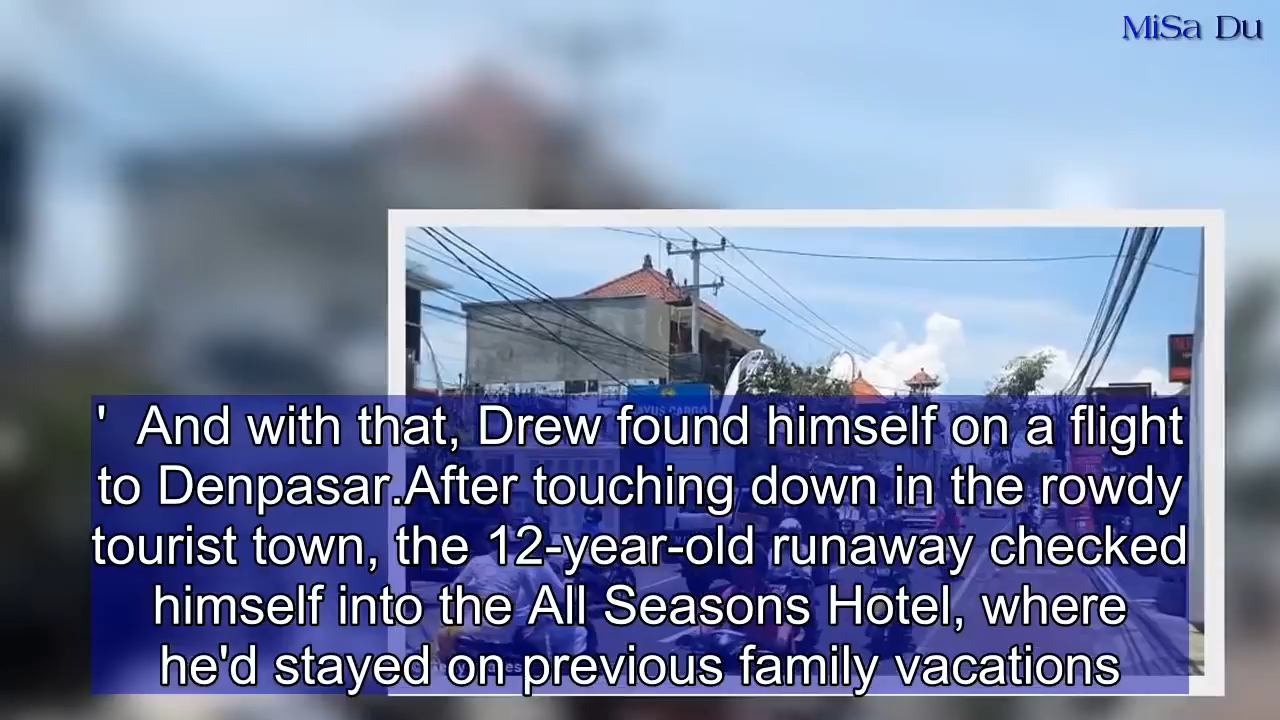 MiSa Du
' And with that, Drew found himself on a flight
to Denpasar.After touching down in the rowdy
tourist town, the 12-year-old runaway checked
himself into the All Seasons Hotel, where
he'd stayed on previous family vacations